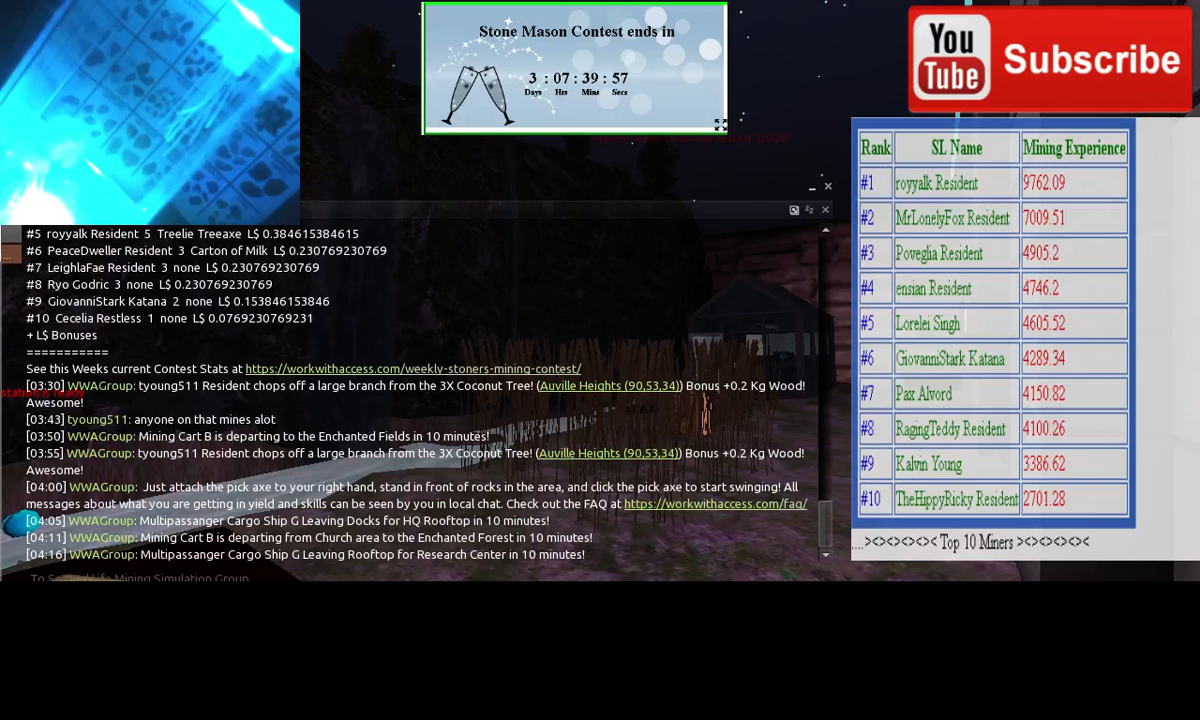 Stone Mason Contest ends in
3 : 07 : 39 : 57
Days Hrs Mins Secs
You Tube Subscribe
#5 royyalk Resident 5 Treelie Treeaxe L$ 0.384615384615
#6 PeaceDweller Resident 3 Carton of Milk L$ 0.230769230769
#7 LeighlaFae Resident 3 none L$ 0.230769230769
#8 Ryo Godric 3 none L$ 0.230769230769
#9 GiovanniStark Katana 2 none L$ 0.153846153846
#10 Cecelia Restless 1 none L$ 0.0769230769231
+ L$ Bonuses
===========
See this Weeks current Contest Stats at https://workwithaccess.com/weekly-stoners-mining-contest/
[03:30] WWAGroup: tyoung511 Resident chops off a large branch from the 3X Coconut Tree! (Auville Heights (90,53,34)) Bonus +0.2 Kg Wood!
Awesome!
[03:43] tyoung511: anyone on that mines alot
[03:50] WWAGroup: Mining Cart B is departing to the Enchanted Fields in 10 minutes!
[03:55] WWAGroup: tyoung511 Resident chops off a large branch from the 3X Coconut Tree! (Auville Heights (90,53,34)) Bonus +0.2 Kg Wood!
Awesome!
[04:00] WWAGroup: Just attach the pick axe to your right hand, stand in front of rocks in the area, and click the pick axe to start swinging! All
messages about what you are getting in yield and skills can be seen by you in local chat. Check out the FAQ at https://workwithaccess.com/faq/
[04:05] WWAGroup: Multipassanger Cargo Ship G Leaving Docks for HQ Rooftop in 10 minutes!
[04:11] WWAGroup: Mining Cart B is departing from Church area to the Enchanted Forest in 10 minutes!
[04:16] WWAGroup: Multipassanger Cargo Ship G Leaving Rooftop for Research Center in 10 minutes!
To Second Life Mining Simulation Group
station is ready
Rank SL Name Mining Experience
#1 royyalk Resident 9762.09
#2 MrLonelyFox Resident 7009.51
#3 Poveglia Resident 4905.2
#4 ensian Resident 4746.2
#5 Lorelei Singh 4605.52
#6 GiovanniStark Katana 4289.34
#7 Pax Alvord 4150.82
#8 RagingTeddy Resident 4100.26
#9 Kalvin Young 3386.62
#10 TheHippyRicky Resident 2701.28
....><><><><>< Top 10 Miners ><><><><><